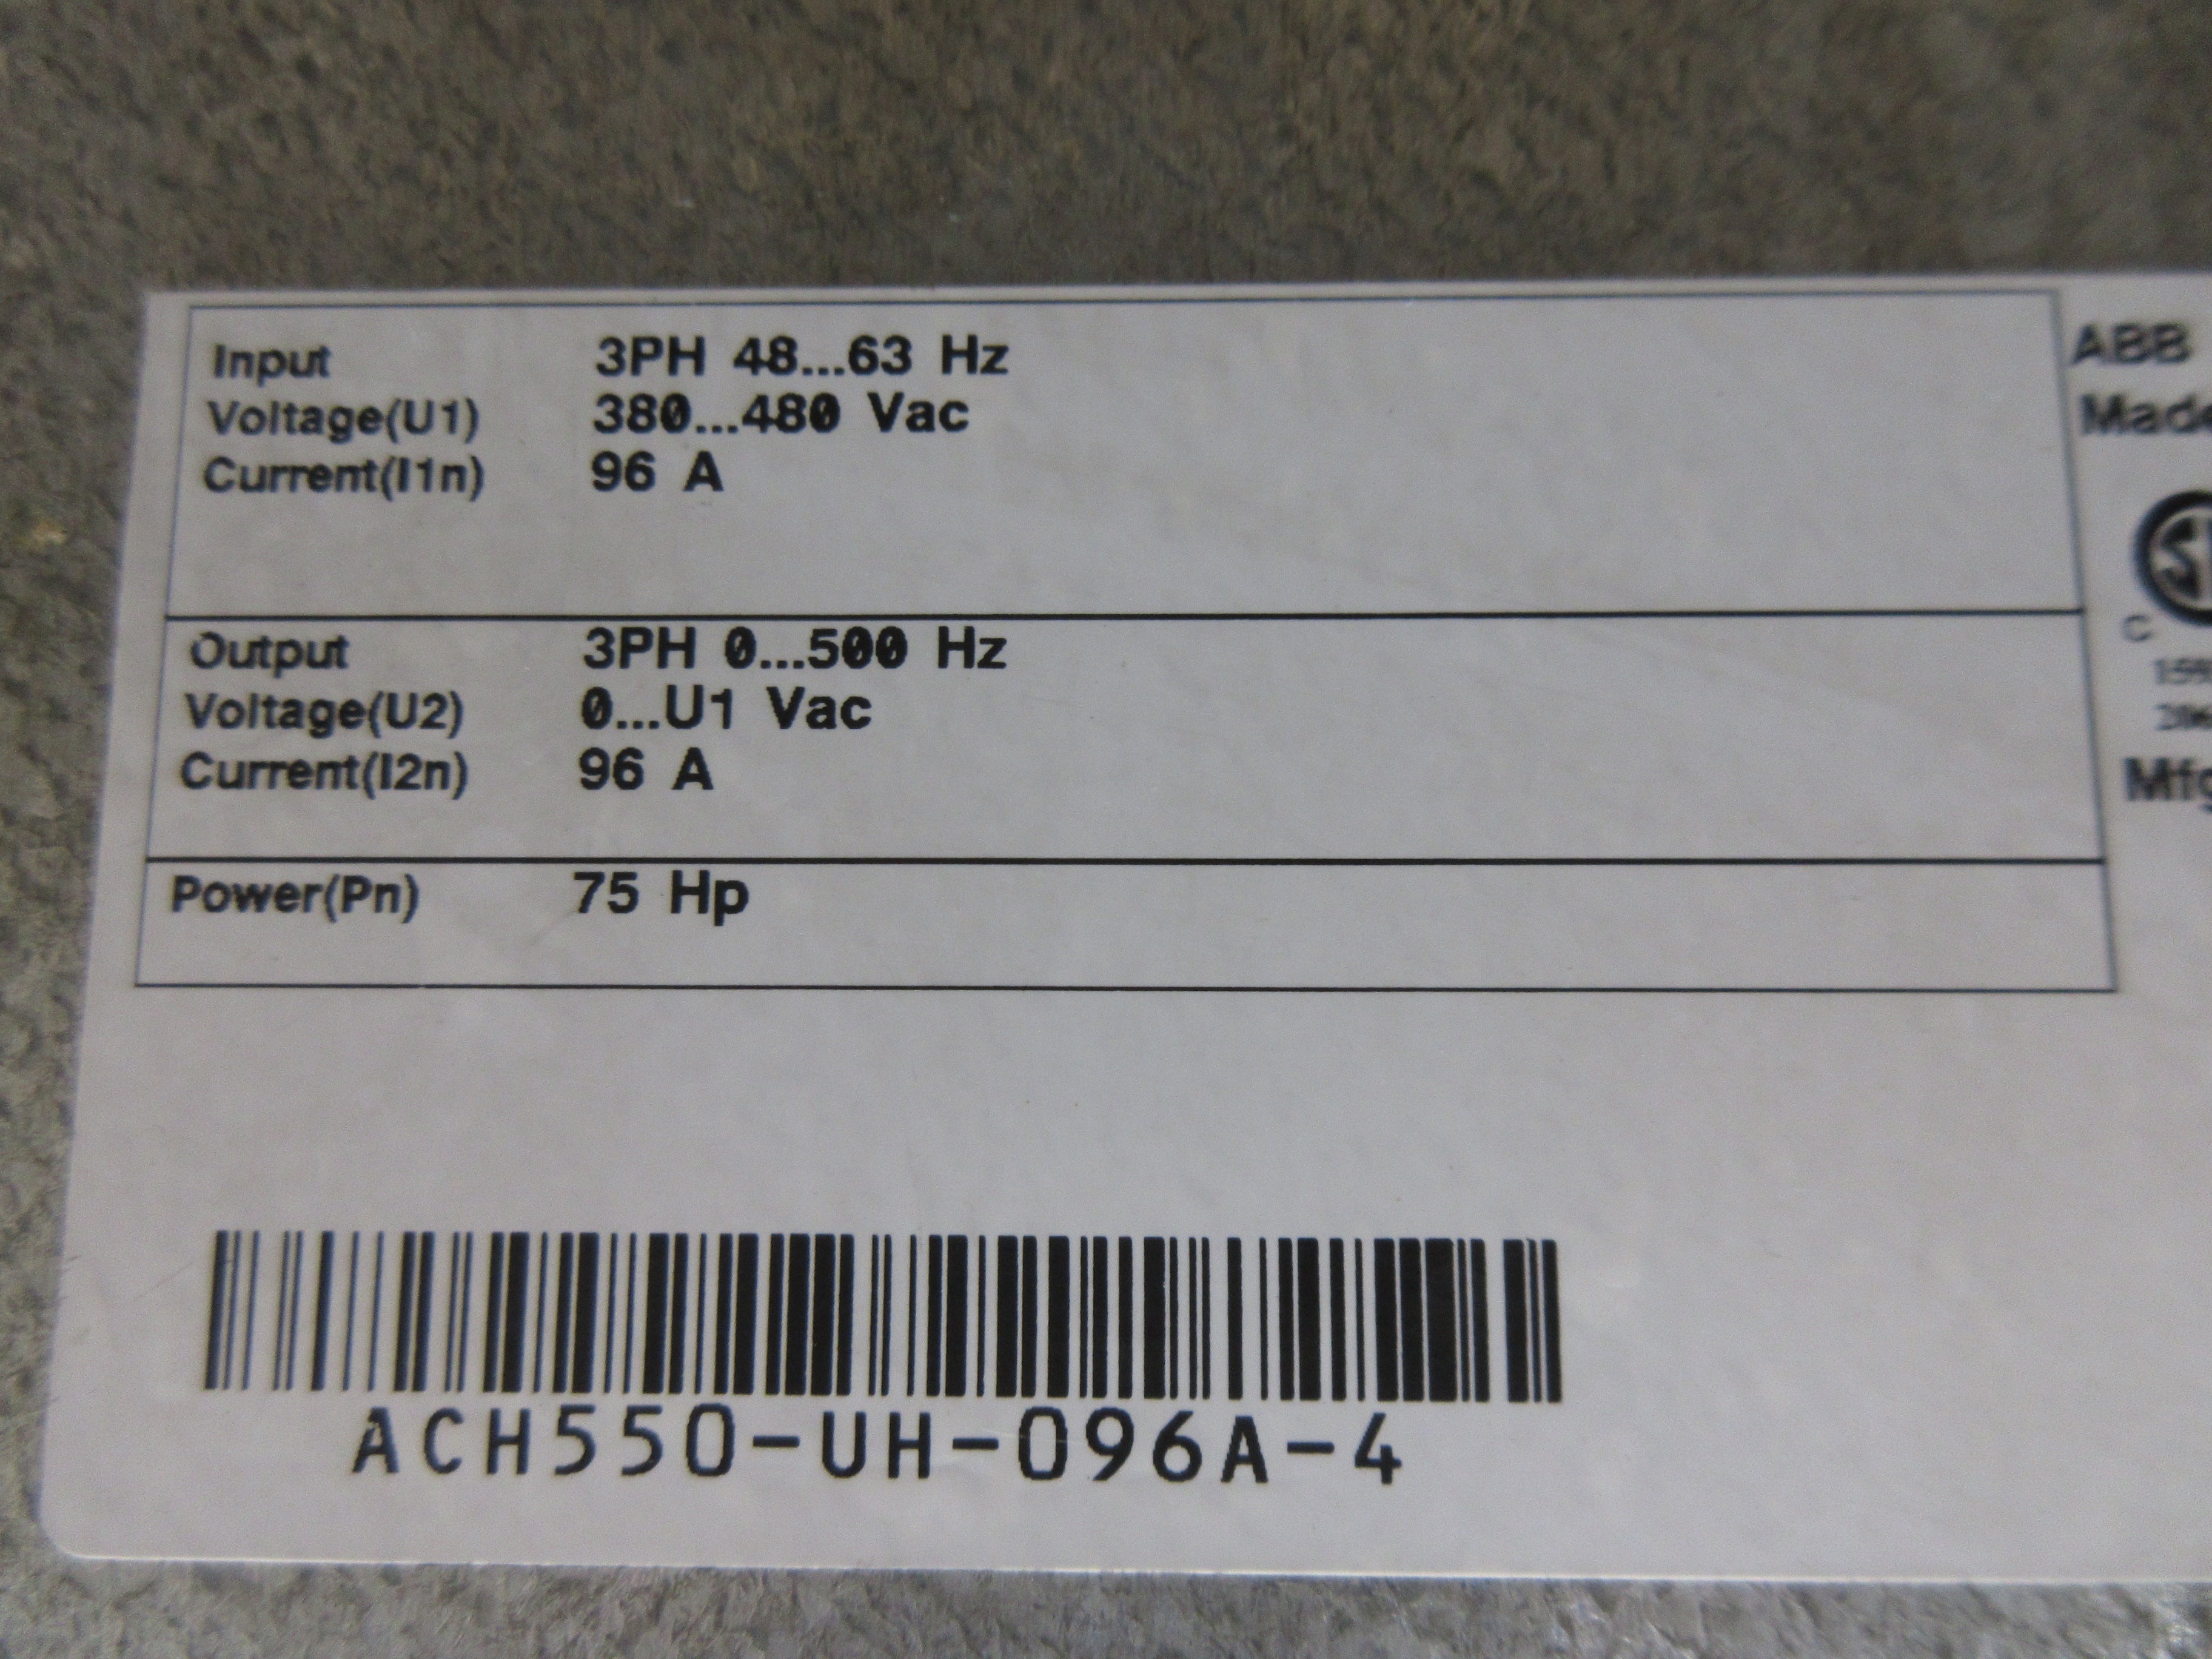 Input 3PH 48...63 Hz
Voltage(U1) 380...480 Vac
Current(I1n) 96 A
Output 3PH 0...500 Hz
Voltage(U2) 0...U1 Vac
Current(I2n) 96 A
Power(Pn) 75 Hp
ABB
C
ACH550-UH-096A-4